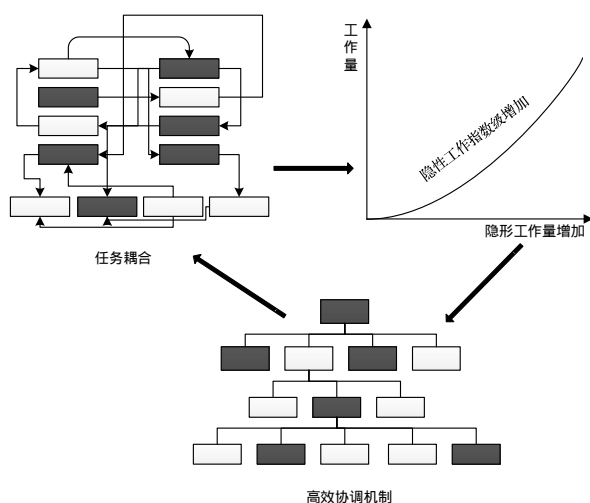 工作量
隐性工作指数级增加
隐形工作量增加
任务耦合
高效协调机制